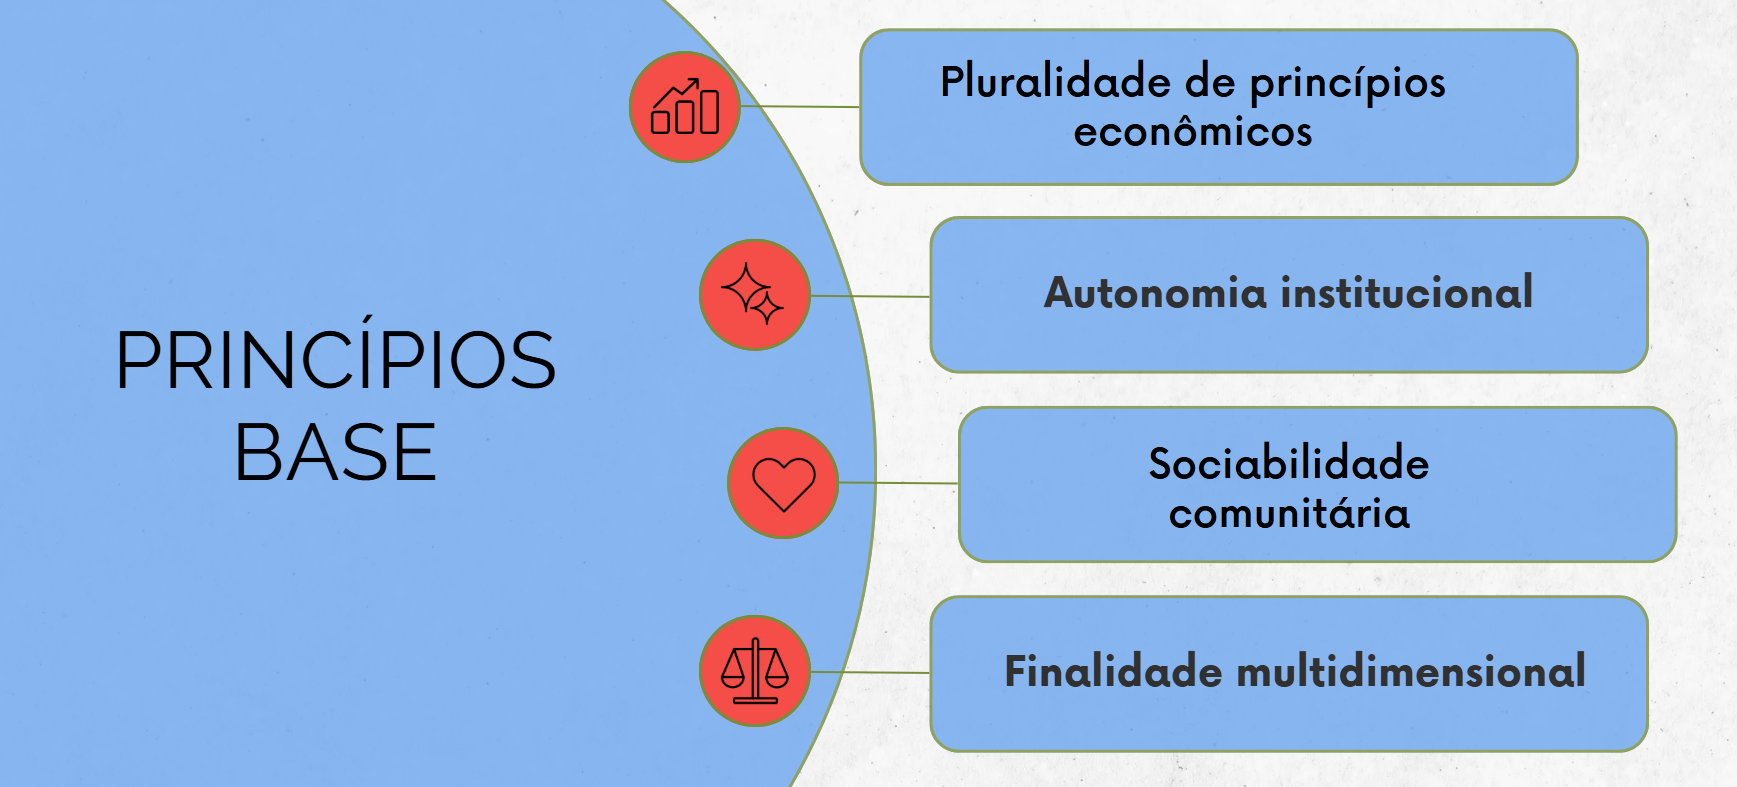 PRINCÍPIOS
BASE
Pluralidade de princípios
econômicos
Autonomia institucional
Sociabilidade
comunitária
Finalidade multidimensional